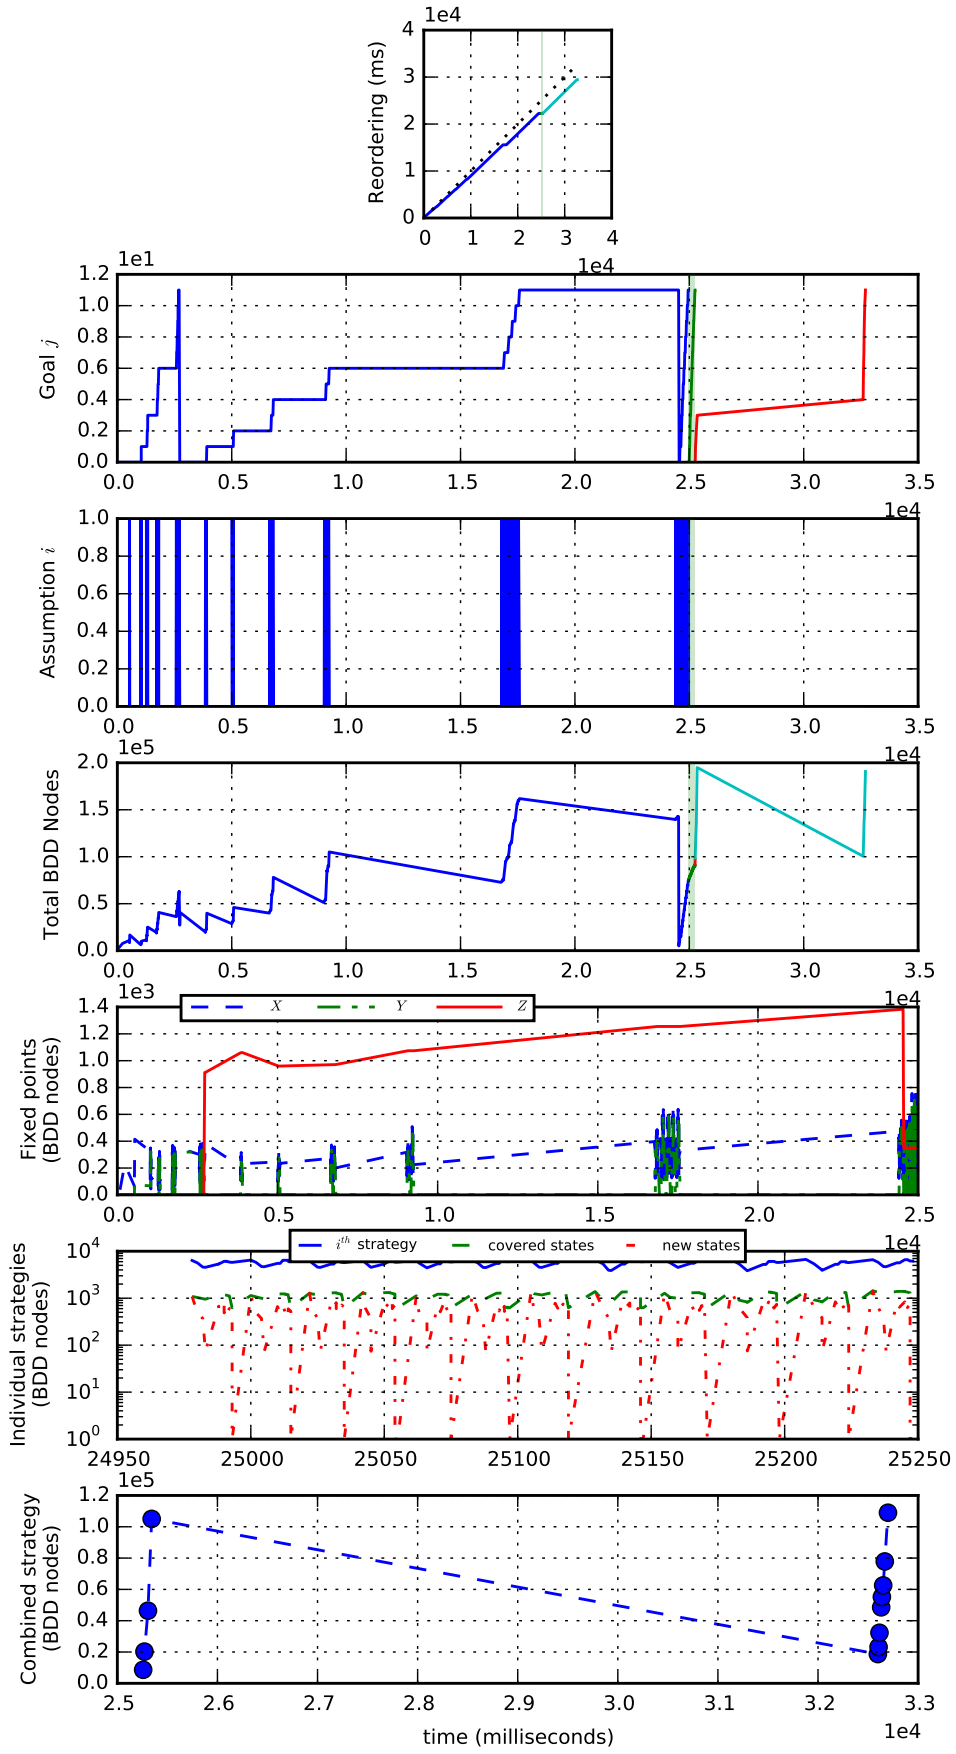 1e4
4
3
2
1
0
Reordering (ms)
0 1 2 3 4
1e4
1e1
1.2
1.0
0.8
0.6
0.4
0.2
0.0
Goal j
0.0 0.5 1.0 1.5 2.0 2.5 3.0 3.5
1e4
1.0
0.8
0.6
0.4
0.2
0.0
Assumption i
0.0 0.5 1.0 1.5 2.0 2.5 3.0 3.5
1e4
1e5
2.0
1.5
1.0
0.5
0.0
Total BDD Nodes
0.0 0.5 1.0 1.5 2.0 2.5 3.0 3.5
1e4
1e3
X Y Z
1.4
1.2
1.0
0.8
0.6
0.4
0.2
0.0
Fixed points
(BDD nodes)
0.0 0.5 1.0 1.5 2.0 2.5
1e4
i^th strategy covered states new states
10^4
10^3
10^2
10^1
10^0
Individual strategies
(BDD nodes)
24950 25000 25050 25100 25150 25200 25250
1e5
1.2
1.0
0.8
0.6
0.4
0.2
0.0
Combined strategy
(BDD nodes)
2.5 2.6 2.7 2.8 2.9 3.0 3.1 3.2 3.3
time (milliseconds)
1e4